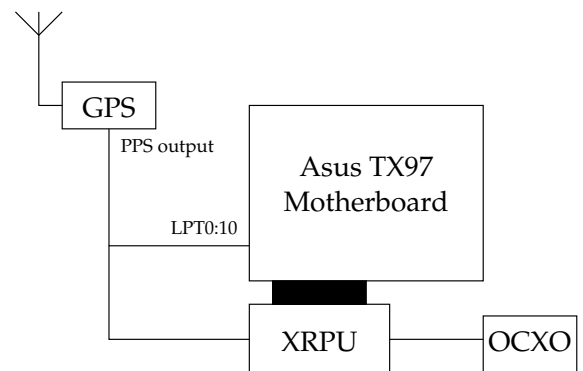 GPS
PPS output
Asus TX97
Motherboard
LPT0:10
XRPU
OCXO